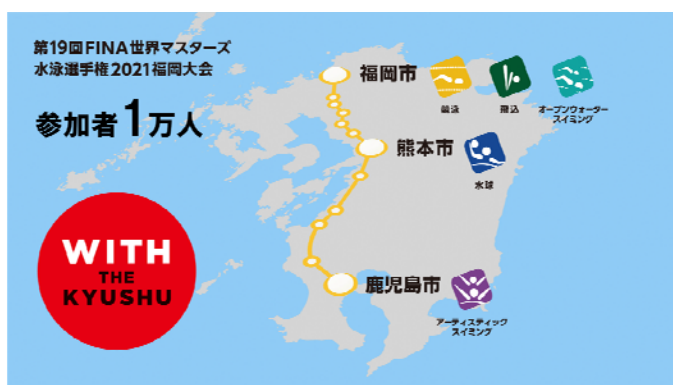 第19回FINA世界マスターズ
水泳選手権2021福岡大会
参加者1万人
福岡市
競泳
飛込
オープンウォーター
スイミング
熊本市
水球
WITH
THE
KYUSHU
鹿児島市
アーティスティック
スイミング